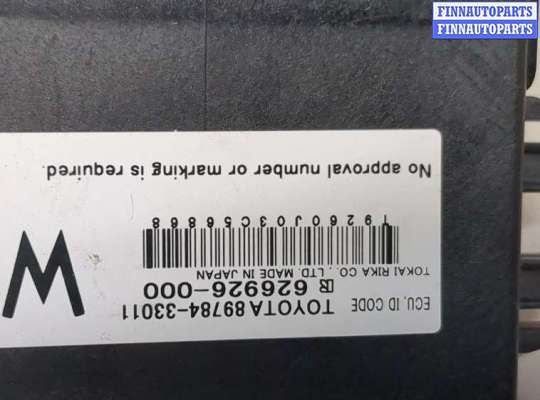 FINNAUTOPARTS
FINNAUTOPARTS
ECU, ID CODE
TOYOTA 89784-33011
R 626926-000
TOKAI RIKA CO., LTD. MADE IN JAPAN
T9260J03C56868
No approval number or marking is required.
M